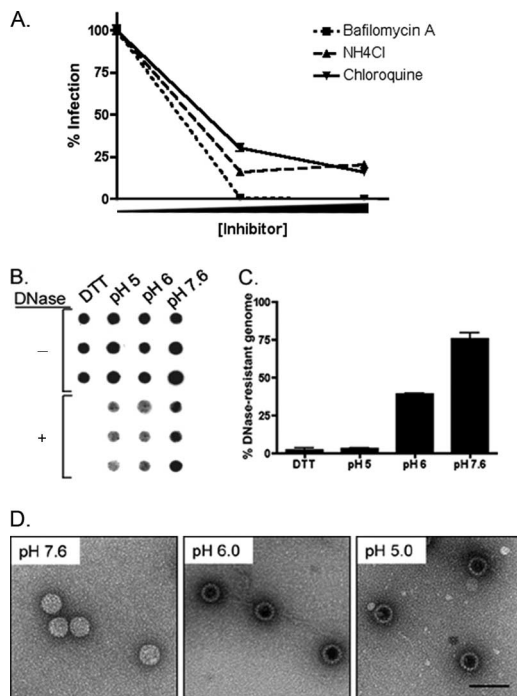 A.
100
75
50
25
0
% Infection
[Inhibitor]
Bafilomycin A
NH4Cl
Chloroquine
B.
DNase
DTT
pH 5
pH 6
pH 7.6
–
+
C.
100
75
50
25
0
% DNase-resistant genome
DTT
pH 5
pH 6
pH 7.6
D.
pH 7.6
pH 6.0
pH 5.0